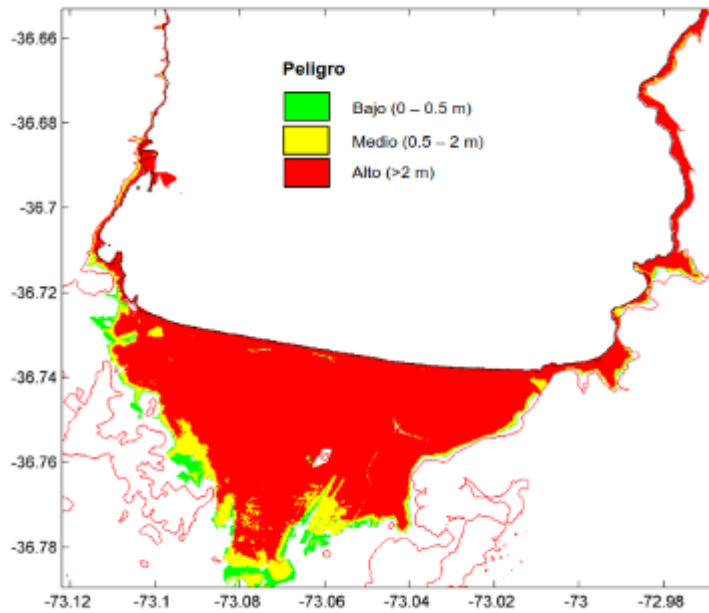 Peligro
Bajo (0 – 0.5 m)
Medio (0.5 – 2 m)
Alto (>2 m)
-36.66
-36.68
-36.7
-36.72
-36.74
-36.76
-36.78
-73.12 -73.1 -73.08 -73.06 -73.04 -73.02 -73 -72.98